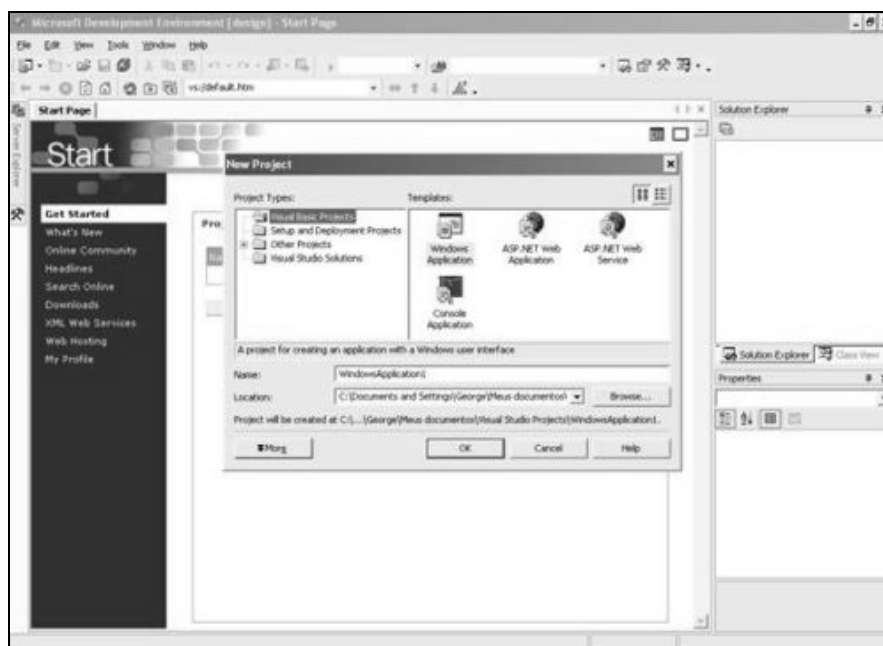 Microsoft Development Environment [design] - Start Page
File Edit View Tools Window Help
vs:/default.htm
Start Page
Solution Explorer
Server Explorer
Start
New Project
Project Types:
Templates:
Visual Basic Projects
Setup and Deployment Projects
Other Projects
Visual Studio Solutions
Windows Application
ASP.NET Web Application
ASP.NET Web Service
Console Application
Get Started
What's New
Online Community
Headlines
Search Online
Downloads
XML Web Services
Web Hosting
My Profile
A project for creating an application with a Windows user interface
Name: WindowsApplication1
Location: C:\Documents and Settings\George\Meus documentos\ Browse...
Project will be created at C:\...\George\Meus documentos\Visual Studio Projects\WindowsApplication1.
More OK Cancel Help
Solution Explorer Class View
Properties